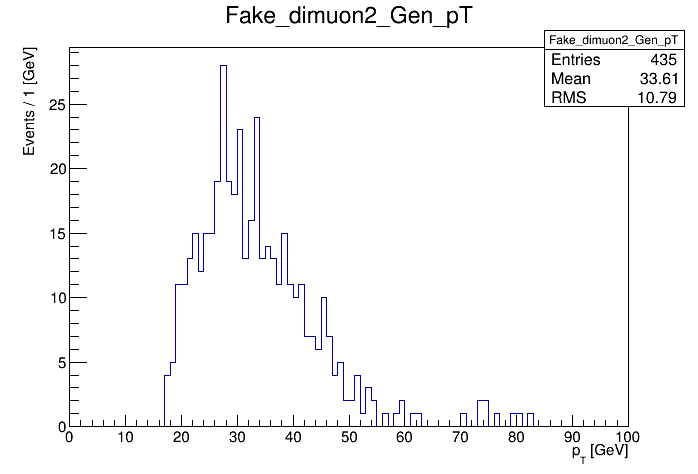 Fake_dimuon2_Gen_pT
Fake_dimuon2_Gen_pT
Entries 435
Mean 33.61
RMS 10.79
Events / 1 [GeV]
25
20
15
10
5
0
0 10 20 30 40 50 60 70 80 90 100
p_T [GeV]